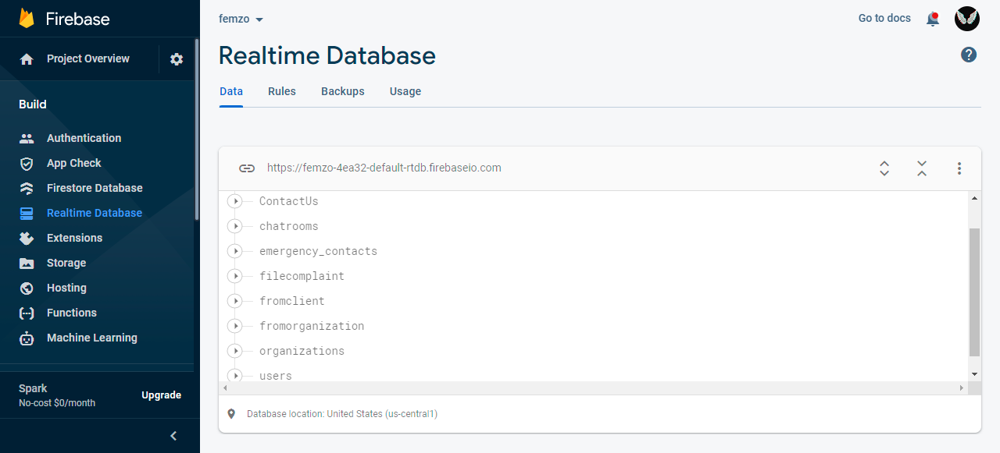 Firebase
Project Overview
Build
Authentication
App Check
Firestore Database
Realtime Database
Extensions
Storage
Hosting
Functions
Machine Learning
Spark
No-cost $0/month
Upgrade
femzo
Go to docs
Realtime Database
Data Rules Backups Usage
https://femzo-4ea32-default-rtdb.firebaseio.com
ContactUs
chatrooms
emergency_contacts
filecomplaint
fromclient
fromorganization
organizations
users
Database location: United States (us-central1)